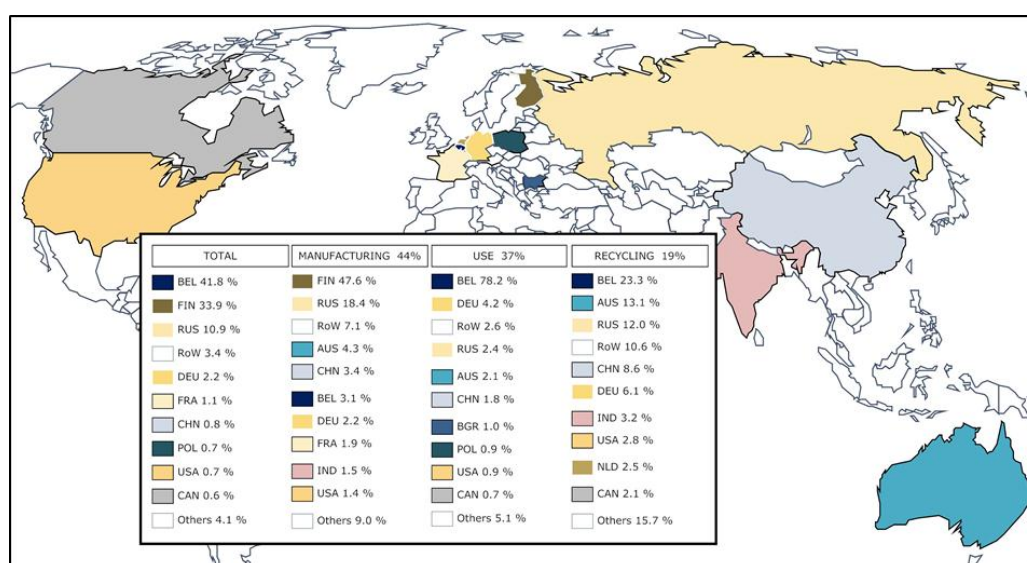 TOTAL
BEL 41.8 %
FIN 33.9 %
RUS 10.9 %
RoW 3.4 %
DEU 2.2 %
FRA 1.1 %
CHN 0.8 %
POL 0.7 %
USA 0.7 %
CAN 0.6 %
Others 4.1 %
MANUFACTURING 44%
FIN 47.6 %
RUS 18.4 %
RoW 7.1 %
AUS 4.3 %
CHN 3.4 %
BEL 3.1 %
DEU 2.2 %
FRA 1.9 %
IND 1.5 %
USA 1.4 %
Others 9.0 %
USE 37%
BEL 78.2 %
DEU 4.2 %
RoW 2.6 %
RUS 2.4 %
AUS 2.1 %
CHN 1.8 %
BGR 1.0 %
POL 0.9 %
USA 0.9 %
CAN 0.7 %
Others 5.1 %
RECYCLING 19%
BEL 23.3 %
AUS 13.1 %
RUS 12.0 %
RoW 10.6 %
CHN 8.6 %
DEU 6.1 %
IND 3.2 %
USA 2.8 %
NLD 2.5 %
CAN 2.1 %
Others 15.7 %